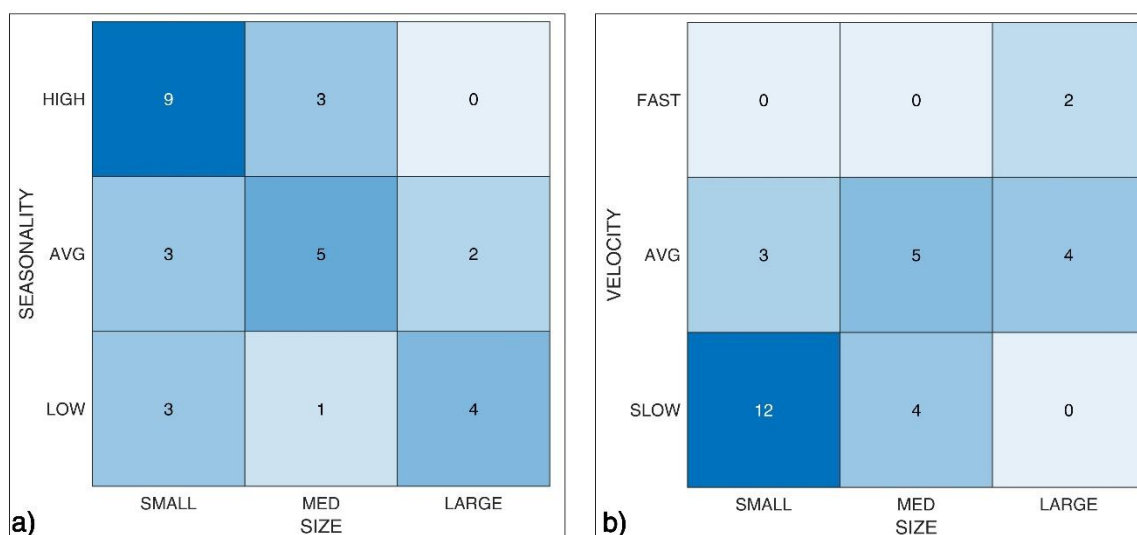 SEASONALITY
HIGH 9 3 0
AVG 3 5 2
LOW 3 1 4
SMALL MED LARGE
SIZE
a)
VELOCITY
FAST 0 0 2
AVG 3 5 4
SLOW 12 4 0
SMALL MED LARGE
SIZE
b)